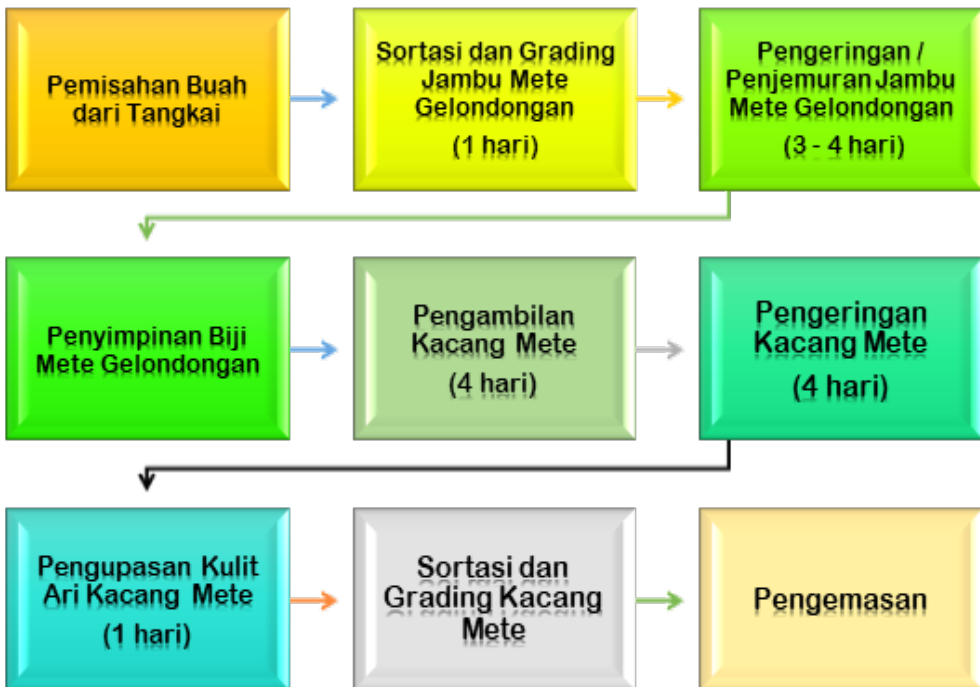 Pemisahan Buah
dari Tangkai
Sortasi dan Grading
Jambu Mete
Gelondongan
(1 hari)
Pengeringan /
Penjemuran Jambu
Mete Gelondongan
(3 - 4 hari)
Penyimpinan Biji
Mete Gelondongan
Pengambilan
Kacang Mete
(4 hari)
Pengeringan
Kacang Mete
(4 hari)
Pengupasan Kulit
Ari Kacang Mete
(1 hari)
Sortasi dan
Grading Kacang
Mete
Pengemasan